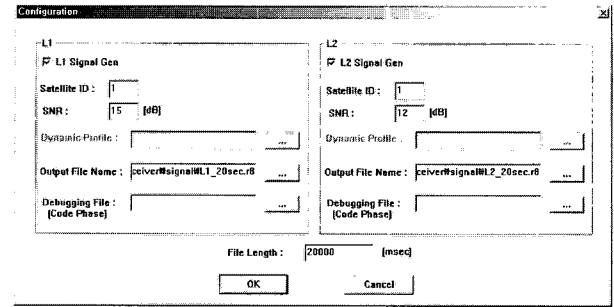 Configuration
L1
L1 Signal Gen
Satellite ID : 1
SNR : 15 [dB]
Dynamic Profile : ...
Output File Name : ceiver#signal#L1_20sec.r8 ...
Debugging File : ...
[Code Phase]
L2
L2 Signal Gen
Satellite ID : 1
SNR : 12 [dB]
Dynamic Profile : ...
Output File Name : ceiver#signal#L2_20sec.r8 ...
Debugging File : ...
[Code Phase]
File Length : 20000 [msec]
OK
Cancel